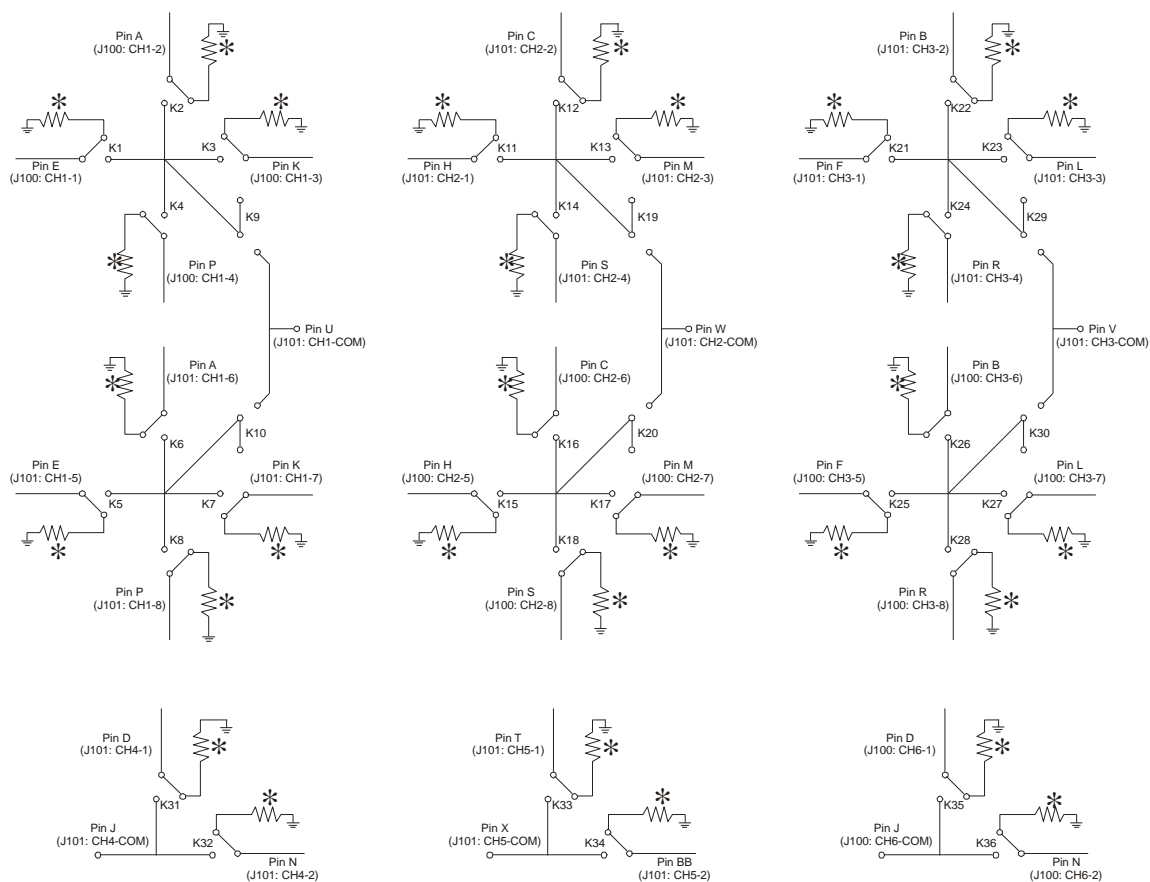 Pin A
(J100: CH1-2)
✻
K2
✻
K1
Pin E
(J100: CH1-1)
✻
K3
Pin K
(J100: CH1-3)
K4
K9
✻
Pin P
(J100: CH1-4)
Pin U
(J101: CH1-COM)
Pin A
(J101: CH1-6)
✻
K6
K10
Pin E
(J101: CH1-5)
K5
✻
Pin K
(J101: CH1-7)
K7
✻
K8
Pin P
(J101: CH1-8)
✻
Pin C
(J101: CH2-2)
✻
K12
✻
K11
Pin H
(J101: CH2-1)
✻
K13
Pin M
(J101: CH2-3)
K14
K19
✻
Pin S
(J101: CH2-4)
Pin W
(J101: CH2-COM)
Pin C
(J100: CH2-6)
✻
K16
K20
Pin H
(J100: CH2-5)
K15
✻
Pin M
(J100: CH2-7)
K17
✻
K18
Pin S
(J100: CH2-8)
✻
Pin B
(J101: CH3-2)
✻
K22
✻
K21
Pin F
(J101: CH3-1)
✻
K23
Pin L
(J101: CH3-3)
K24
K29
✻
Pin R
(J101: CH3-4)
Pin V
(J101: CH3-COM)
Pin B
(J100: CH3-6)
✻
K26
K30
Pin F
(J100: CH3-5)
K25
✻
Pin L
(J100: CH3-7)
K27
✻
K28
Pin R
(J100: CH3-8)
✻
Pin D
(J101: CH4-1)
✻
K31
✻
Pin J
(J101: CH4-COM)
K32
Pin N
(J101: CH4-2)
Pin T
(J101: CH5-1)
✻
K33
✻
Pin X
(J101: CH5-COM)
K34
Pin BB
(J101: CH5-2)
Pin D
(J100: CH6-1)
✻
K35
✻
Pin J
(J100: CH6-COM)
K36
Pin N
(J100: CH6-2)